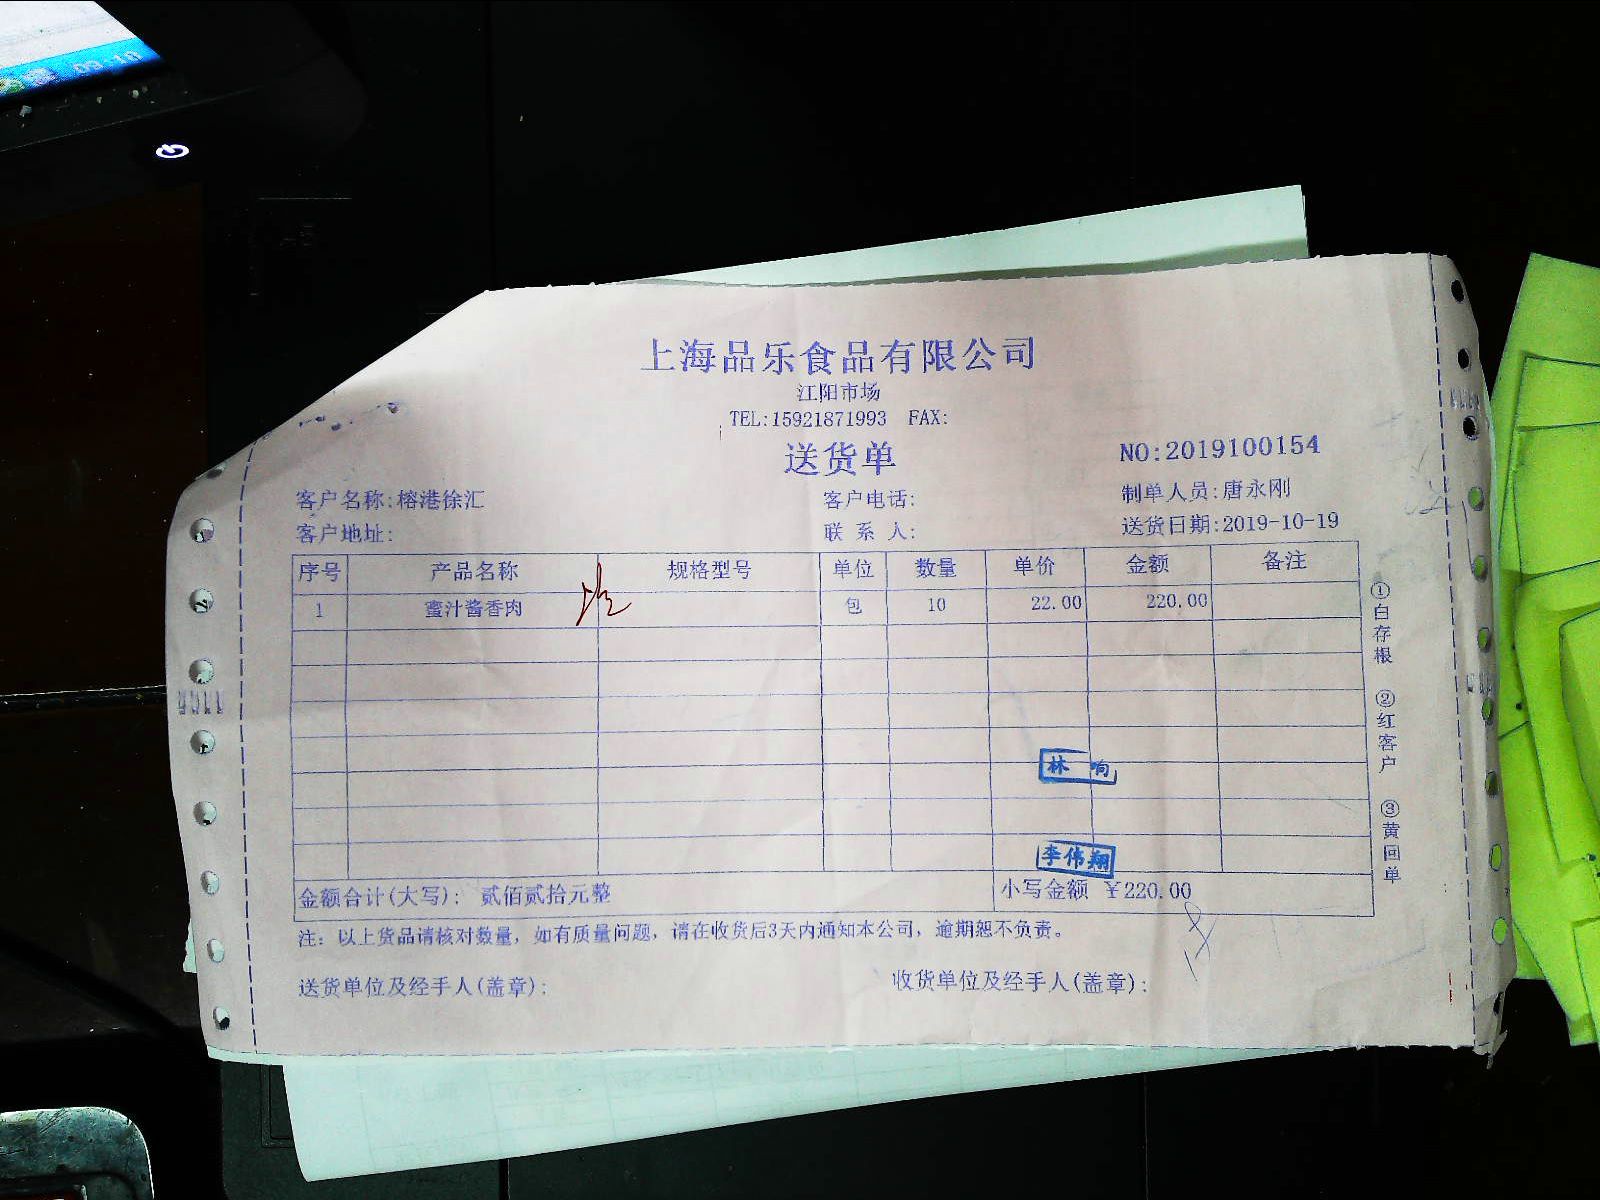 09:10
上海品乐食品有限公司
江阳市场
TEL:15921871993 FAX:
送货单
NO:2019100154
客户名称:榕港徐汇 客户电话: 制单人员:唐永刚
客户地址: 联 系 人: 送货日期:2019-10-19
序号 产品名称 规格型号 单位 数量 单价 金额 备注
1 蜜汁酱香肉 包 10 22.00 220.00
林 响
李伟翔
金额合计(大写): 贰佰贰拾元整 小写金额 ￥220.00
注: 以上货品请核对数量, 如有质量问题, 请在收货后3天内通知本公司, 逾期恕不负责。
送货单位及经手人(盖章): 收货单位及经手人(盖章):
①白存根 ②红客户 ③黄回单